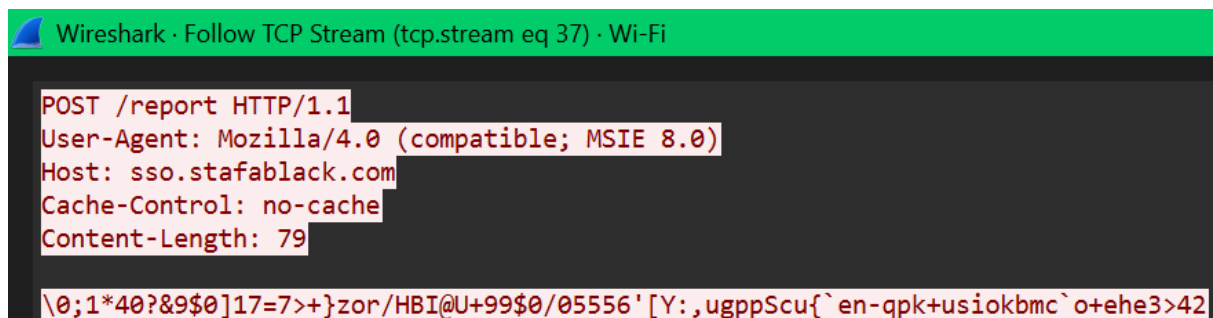 Wireshark · Follow TCP Stream (tcp.stream eq 37) · Wi-Fi
POST /report HTTP/1.1
User-Agent: Mozilla/4.0 (compatible; MSIE 8.0)
Host: sso.stafablack.com
Cache-Control: no-cache
Content-Length: 79
\0;1*40?&9$0]17=7>+}zor/HBI@U+99$0/05556'[Y:,ugppScu{`en-qpk+usiokbmc`o+ehe3>42